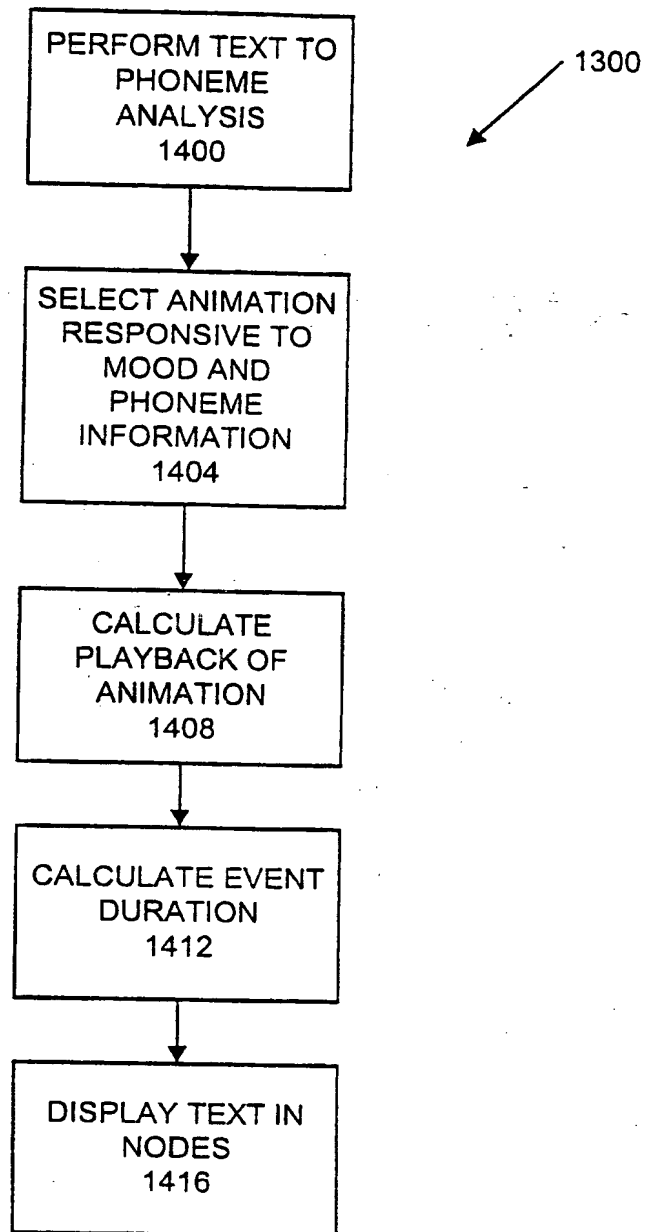 PERFORM TEXT TO
PHONEME
ANALYSIS
1400
1300
SELECT ANIMATION
RESPONSIVE TO
MOOD AND
PHONEME
INFORMATION
1404
CALCULATE
PLAYBACK OF
ANIMATION
1408
CALCULATE EVENT
DURATION
1412
DISPLAY TEXT IN
NODES
1416